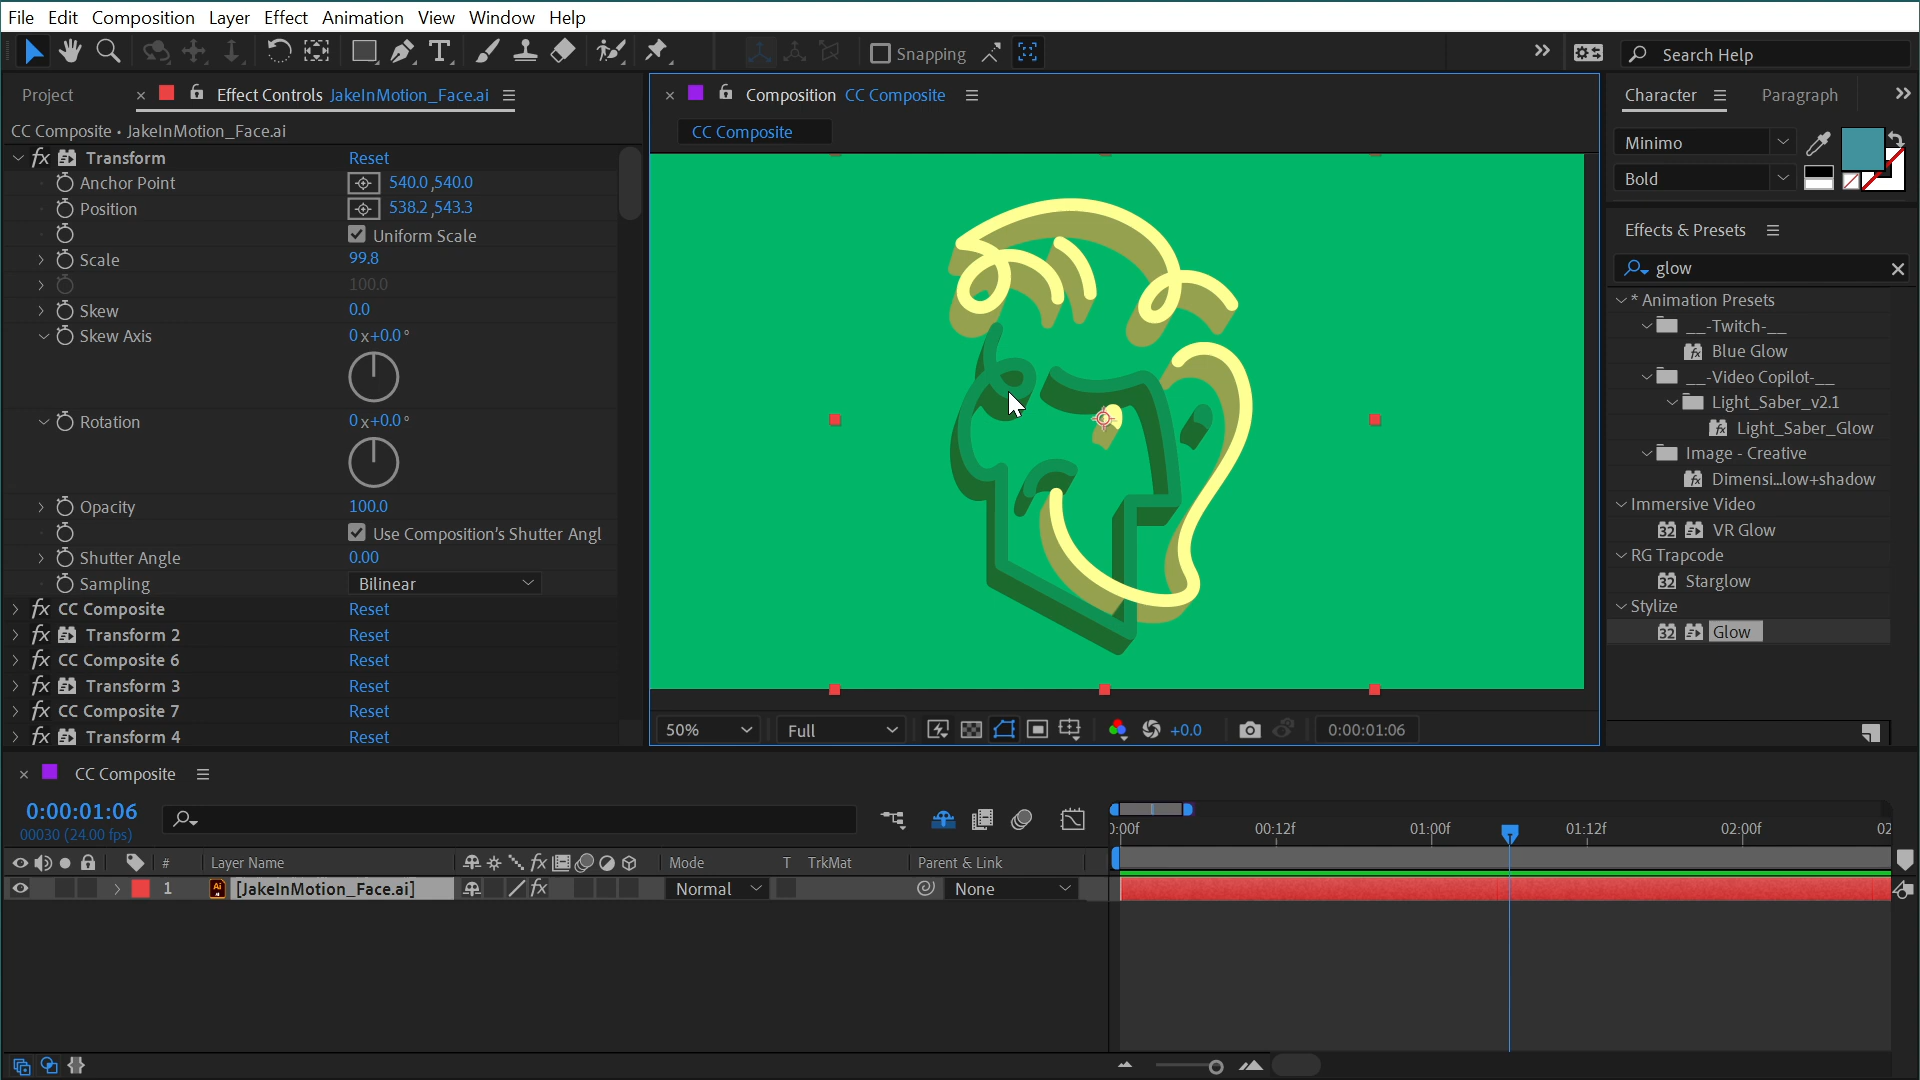 File Edit Composition Layer Effect Animation View Window Help
Snapping
Search Help
Project
Effect Controls JakeInMotion_Face.ai
CC Composite • JakeInMotion_Face.ai
Transform Reset
Anchor Point 540.0,540.0
Position 538.2,543.3
Uniform Scale
Scale 99.8
100.0
Skew 0.0
Skew Axis 0x+0.0°
Rotation 0x+0.0°
Opacity 100.0
Use Composition's Shutter Angl
Shutter Angle 0.00
Sampling Bilinear
CC Composite Reset
Transform 2 Reset
CC Composite 6 Reset
Transform 3 Reset
CC Composite 7 Reset
Transform 4 Reset
Composition CC Composite
CC Composite
50% Full +0.0 0:00:01:06
Character Paragraph
Minimo
Bold
Effects & Presets
glow
* Animation Presets
__-Twitch-__
Blue Glow
__-Video Copilot-__
Light_Saber_v2.1
Light_Saber_Glow
Image - Creative
Dimensi...low+shadow
Immersive Video
32 VR Glow
RG Trapcode
32 Starglow
Stylize
32 Glow
CC Composite
0:00:01:06
00030 (24.00 fps)
0:00f 00:12f 01:00f 01:12f 02:00f 02
# Layer Name Mode T TrkMat Parent & Link
1 Ai [JakeInMotion_Face.ai] Normal None